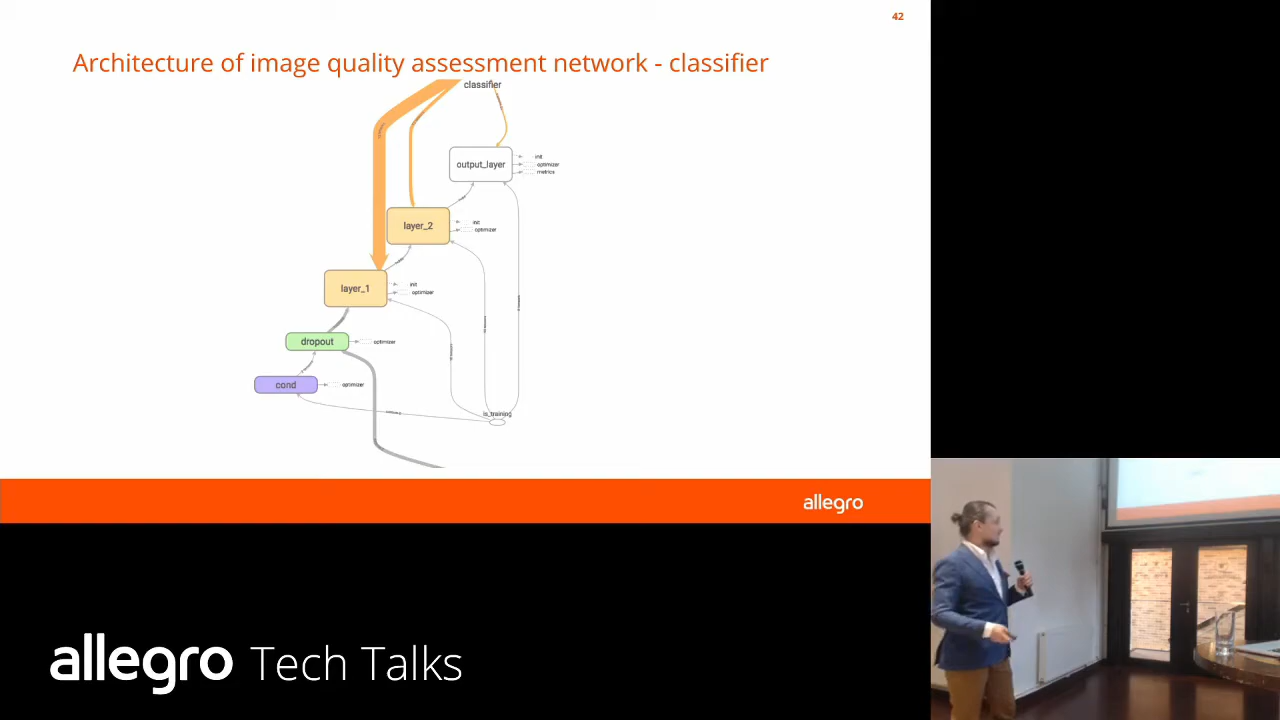 42
Architecture of image quality assessment network - classifier
classifier
output_layer
init
optimizer
metrics
layer_2
init
optimizer
layer_1
init
optimizer
dropout
optimizer
cond
optimizer
is_training
allegro
allegro Tech Talks